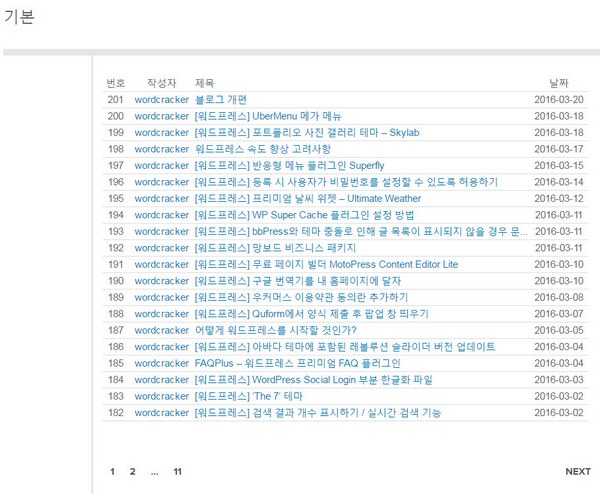 기본
번호 작성자 제목 날짜
201 wordcracker 블로그 개편 2016-03-20
200 wordcracker [워드프레스] UberMenu 메가 메뉴 2016-03-18
199 wordcracker [워드프레스] 포트폴리오 사진 갤러리 테마 – Skylab 2016-03-18
198 wordcracker 워드프레스 속도 향상 고려사항 2016-03-17
197 wordcracker [워드프레스] 반응형 메뉴 플러그인 Superfly 2016-03-15
196 wordcracker [워드프레스] 등록 시 사용자가 비밀번호를 설정할 수 있도록 허용하기 2016-03-14
195 wordcracker [워드프레스] 프리미엄 날씨 위젯 – Ultimate Weather 2016-03-12
194 wordcracker [워드프레스] WP Super Cache 플러그인 설정 방법 2016-03-11
193 wordcracker [워드프레스] bbPress와 테마 충돌로 인해 글 목록이 표시되지 않을 경우 문... 2016-03-11
192 wordcracker [워드프레스] 망보드 비즈니스 패키지 2016-03-11
191 wordcracker [워드프레스] 무료 페이지 빌더 MotoPress Content Editor Lite 2016-03-10
190 wordcracker [워드프레스] 구글 번역기를 내 홈페이지에 달자 2016-03-10
189 wordcracker [워드프레스] 우커머스 이용약관 동의란 추가하기 2016-03-08
188 wordcracker [워드프레스] Quform에서 양식 제출 후 팝업 창 띄우기 2016-03-07
187 wordcracker 어떻게 워드프레스를 시작할 것인가? 2016-03-05
186 wordcracker [워드프레스] 아바다 테마에 포함된 레볼루션 슬라이더 버전 업데이트 2016-03-04
185 wordcracker FAQPlus – 워드프레스 프리미엄 FAQ 플러그인 2016-03-04
184 wordcracker [워드프레스] WordPress Social Login 부분 한글화 파일 2016-03-03
183 wordcracker [워드프레스] ‘The 7’ 테마 2016-03-02
182 wordcracker [워드프레스] 검색 결과 개수 표시하기 / 실시간 검색 기능 2016-03-02
1 2 ... 11 NEXT